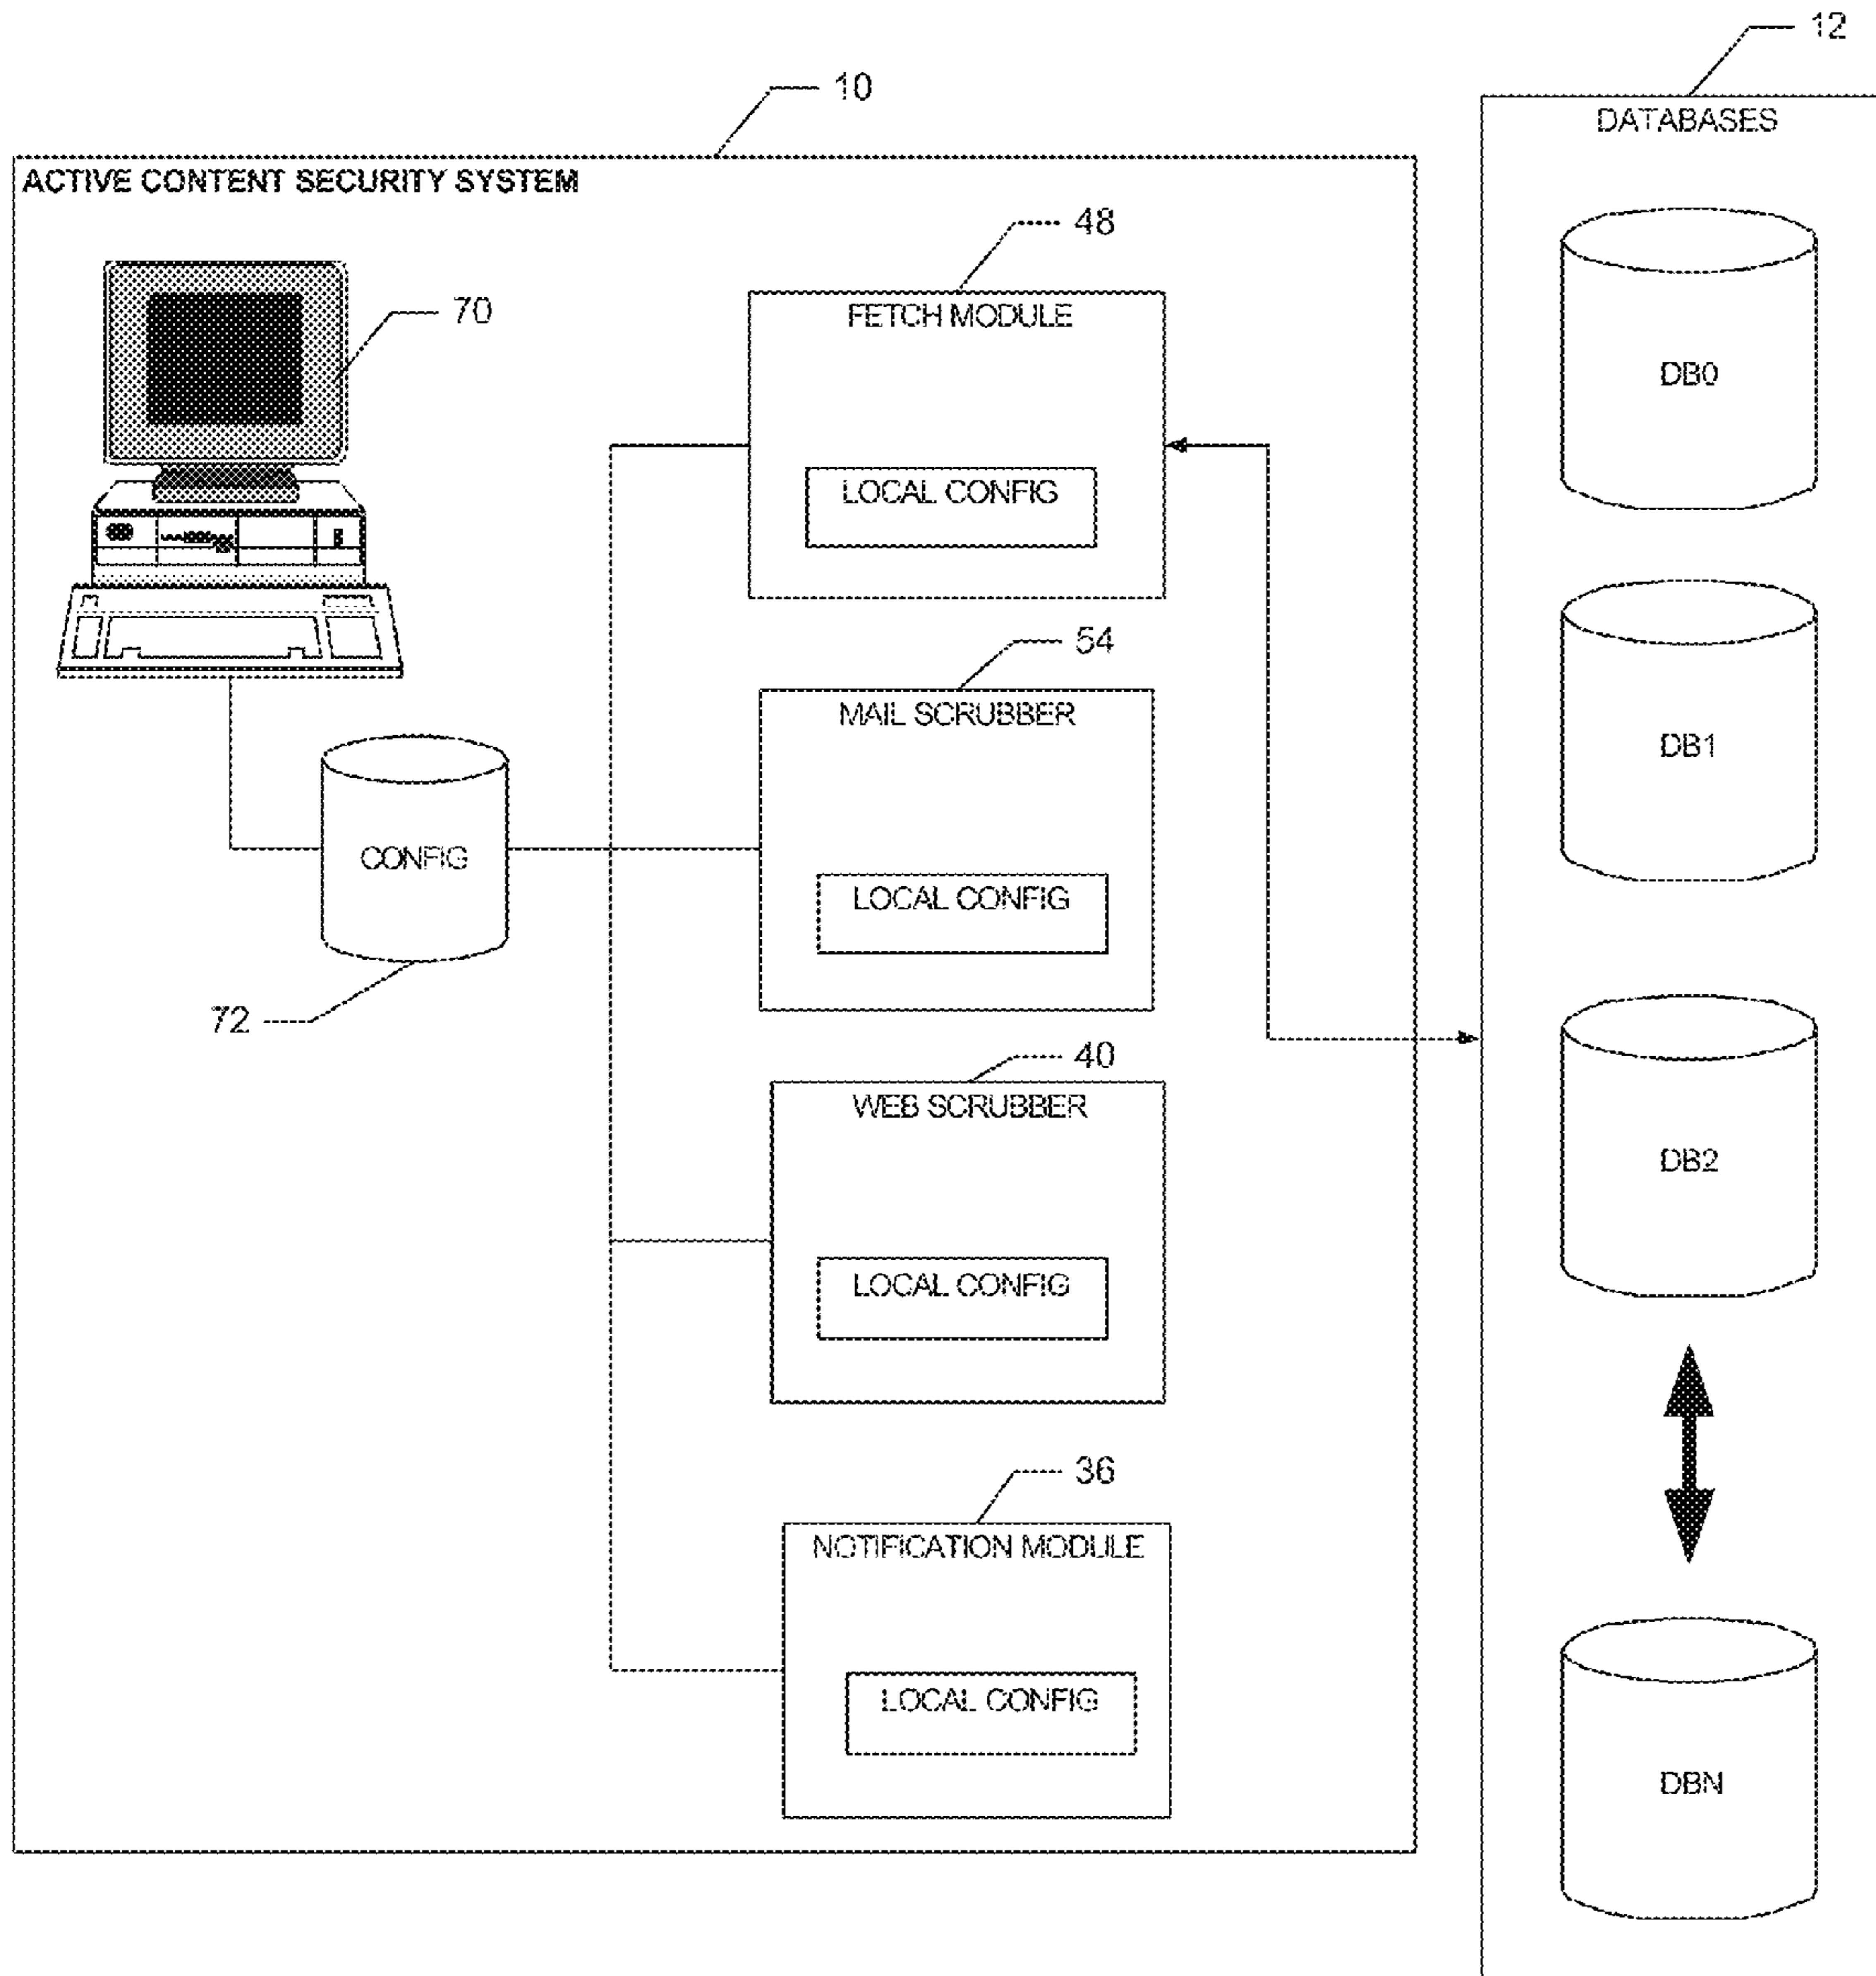 12
10
DATABASES
ACTIVE CONTENT SECURITY SYSTEM
48
70
FETCH MODULE
DB0
LOCAL CONFIG
54
MAIL SCRUBBER
DB1
CONFIG
LOCAL CONFIG
72
40
WEB SCRUBBER
DB2
LOCAL CONFIG
36
NOTIFICATION MODULE
LOCAL CONFIG
DBN